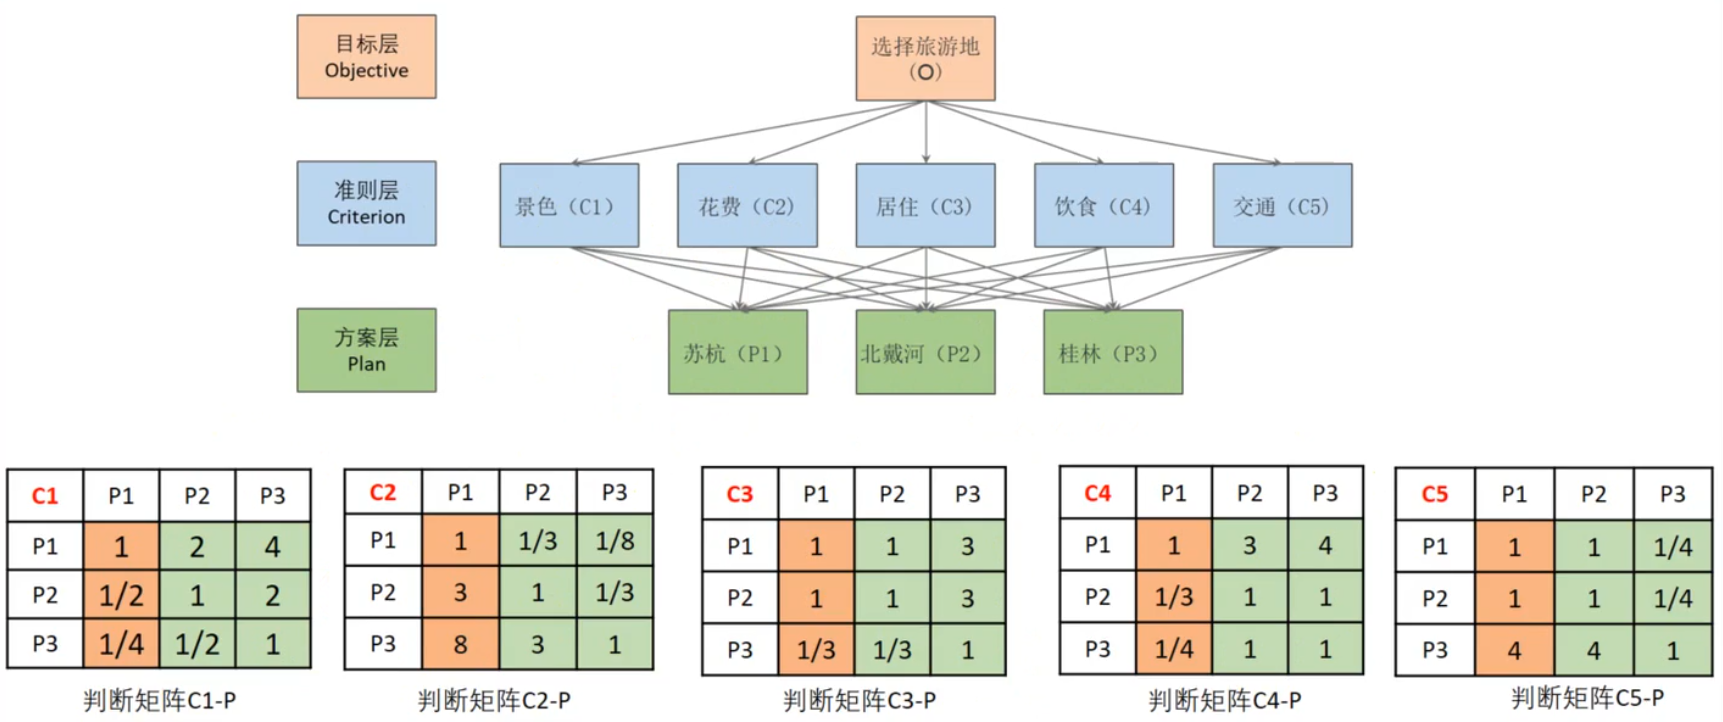 目标层
Objective
选择旅游地
(O)
准则层
Criterion
景色（C1）
花费（C2）
居住（C3）
饮食（C4）
交通（C5）
方案层
Plan
苏杭（P1）
北戴河（P2）
桂林（P3）
C1 P1 P2 P3
P1 1 2 4
P2 1/2 1 2
P3 1/4 1/2 1
判断矩阵C1-P
C2 P1 P2 P3
P1 1 1/3 1/8
P2 3 1 1/3
P3 8 3 1
判断矩阵C2-P
C3 P1 P2 P3
P1 1 1 3
P2 1 1 3
P3 1/3 1/3 1
判断矩阵C3-P
C4 P1 P2 P3
P1 1 3 4
P2 1/3 1 1
P3 1/4 1 1
判断矩阵C4-P
C5 P1 P2 P3
P1 1 1 1/4
P2 1 1 1/4
P3 4 4 1
判断矩阵C5-P